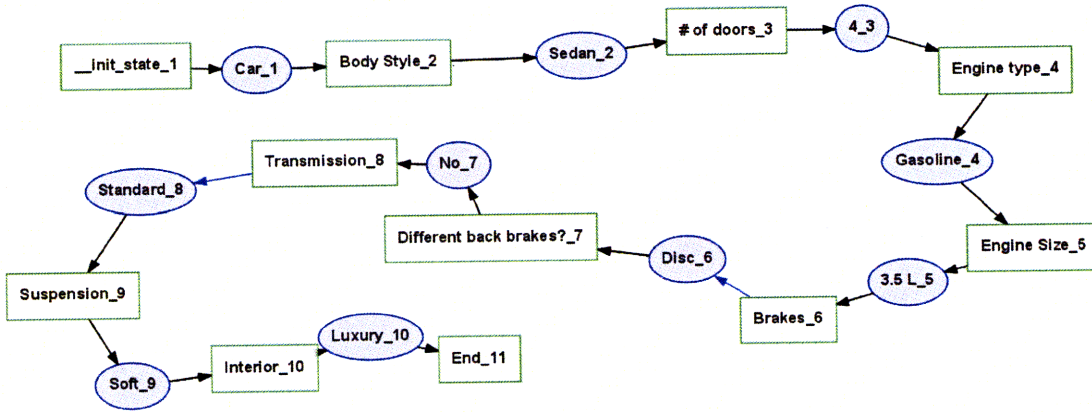 __init_state_1
Car_1
Body Style_2
Sedan_2
# of doors_3
4_3
Engine type_4
Gasoline_4
Engine Size_5
3.5 L_5
Brakes_6
Disc_6
Different back brakes?_7
No_7
Transmission_8
Standard_8
Suspension_9
Soft_9
Interior_10
Luxury_10
End_11